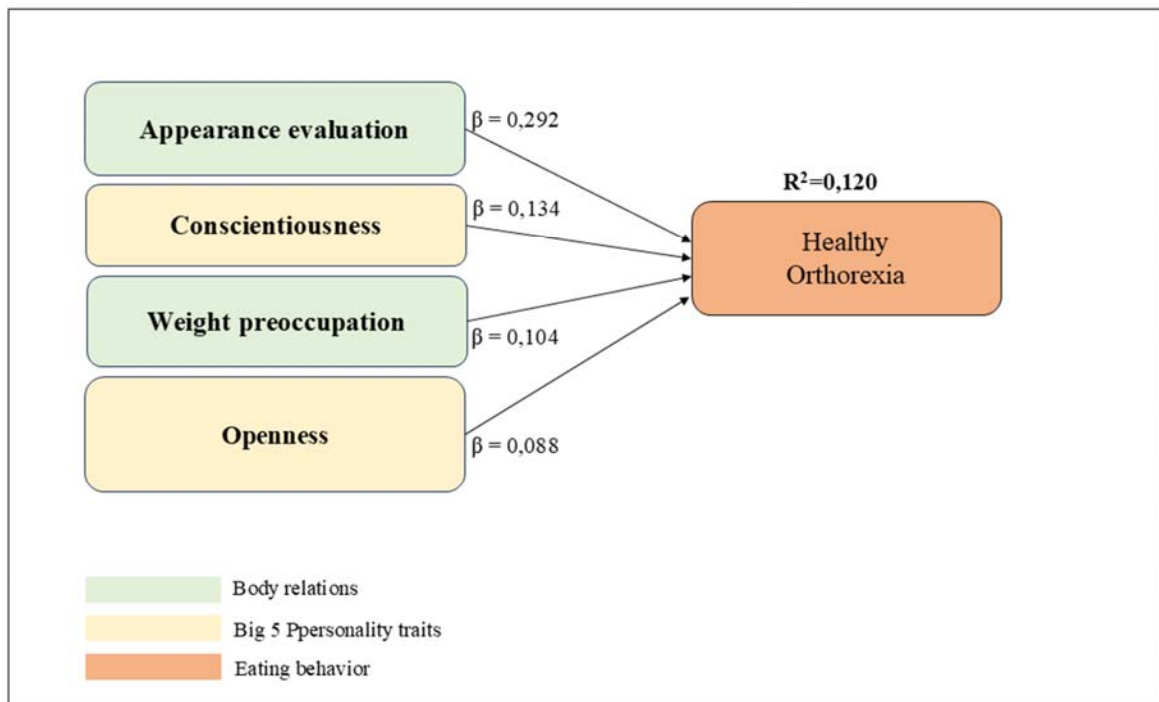 Appearance evaluation
β = 0,292
R²=0,120
Conscientiousness
β = 0,134
Healthy
Orthorexia
Weight preoccupation
β = 0,104
Openness
β = 0,088
Body relations
Big 5 Ppersonality traits
Eating behavior